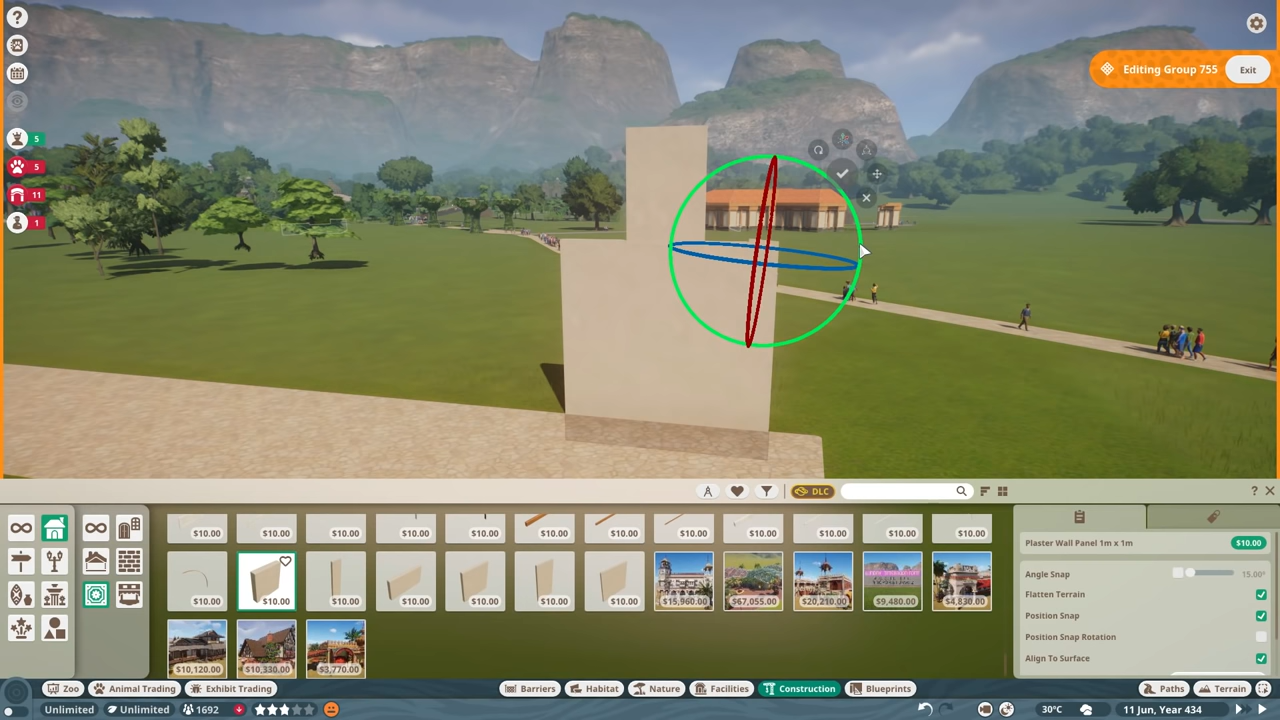 ?
Editing Group 755
Exit
5
5
11
1
DLC
?
$10.00 $10.00 $10.00 $10.00 $10.00 $10.00 $10.00 $10.00 $10.00 $10.00 $10.00 $10.00
$10.00 $10.00 $10.00 $10.00 $10.00 $10.00 $10.00 $15,960.00 $67,055.00 $20,210.00 $9,480.00 $4,830.00
$10,120.00 $10,330.00 $3,770.00
Plaster Wall Panel 1m x 1m $10.00
Angle Snap 15.00°
Flatten Terrain
Position Snap
Position Snap Rotation
Align To Surface
Zoo Animal Trading Exhibit Trading Barriers Habitat Nature Facilities Construction Blueprints Paths Terrain
Unlimited Unlimited 1692 30°C 11 Jun, Year 434